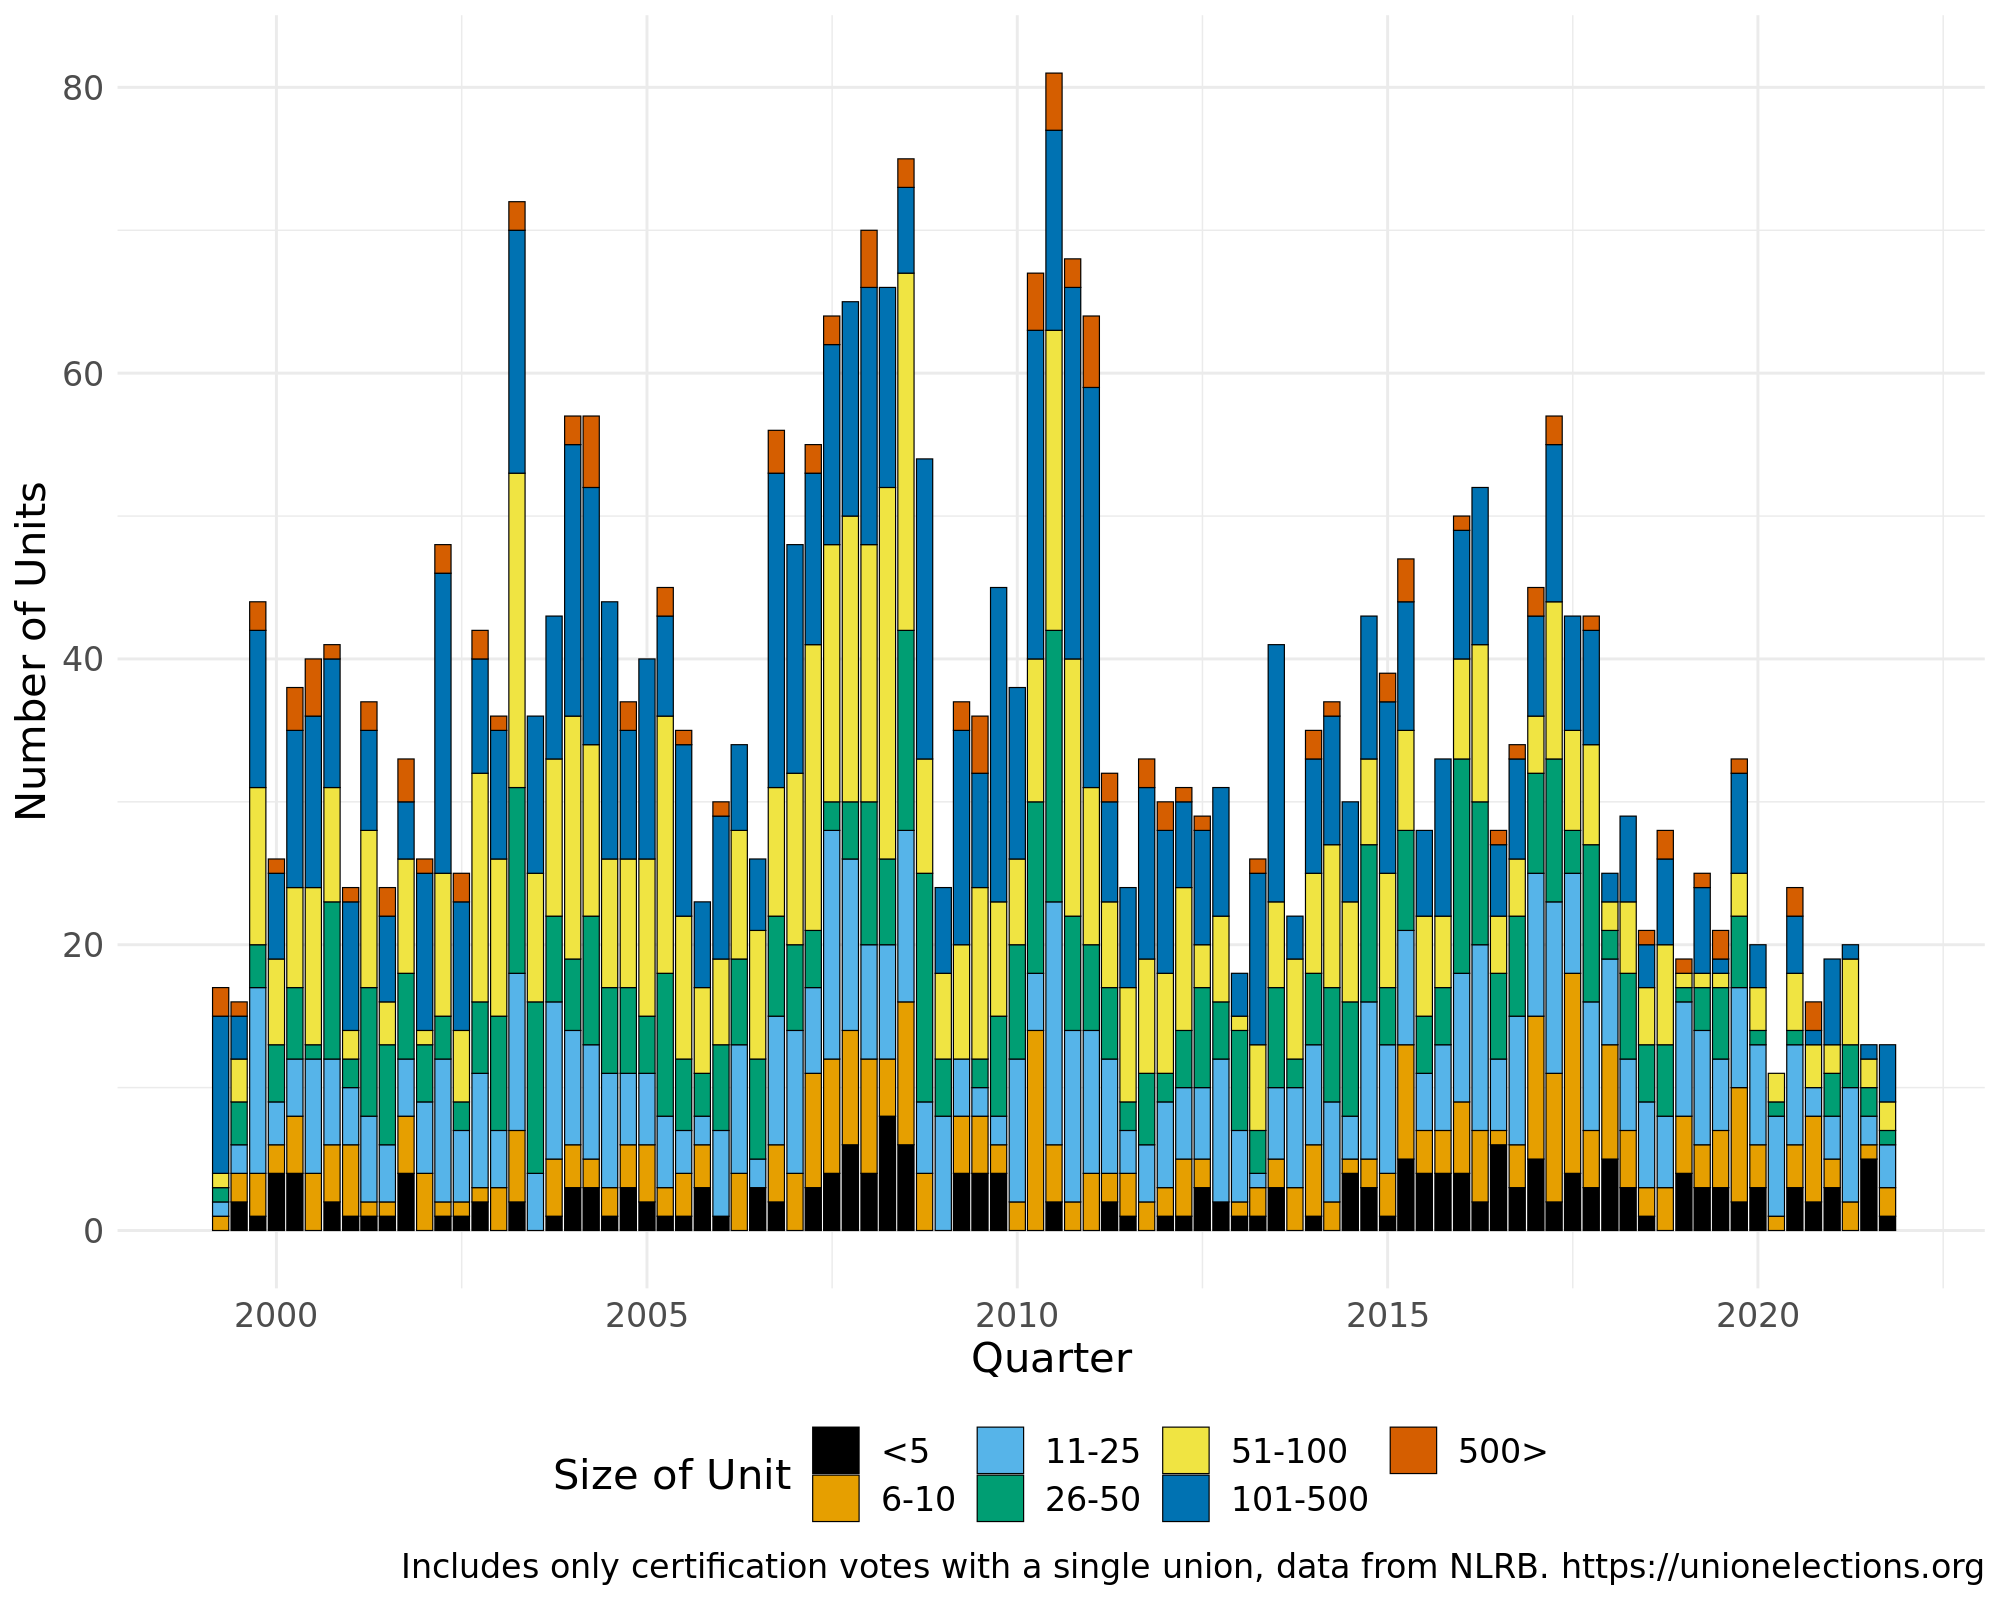 80
60
40
20
0
Number of Units
2000 2005 2010 2015 2020
Quarter
Size of Unit
<5 11-25 51-100 500>
6-10 26-50 101-500
Includes only certification votes with a single union, data from NLRB. https://unionelections.org